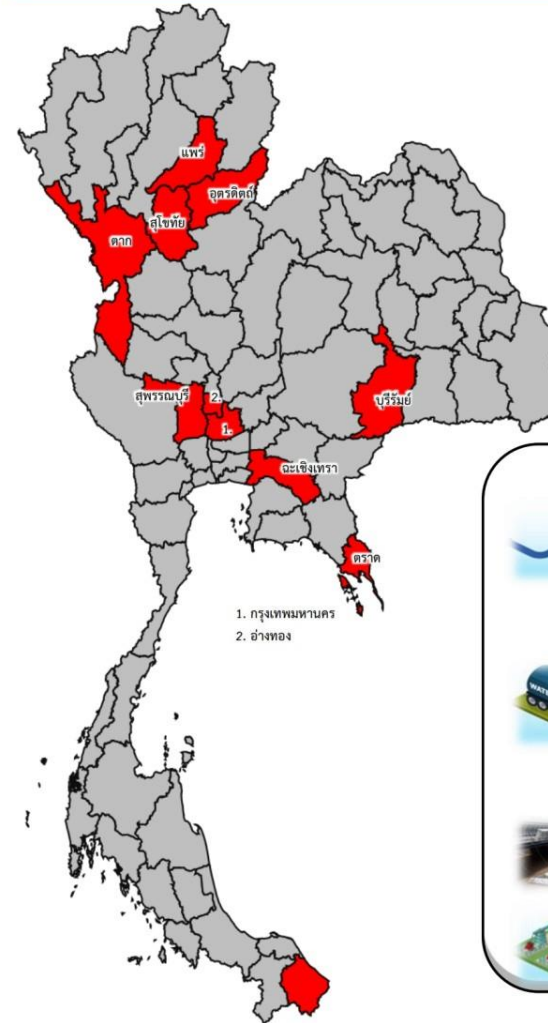 แพร่
อุตรดิตถ์
สุโขทัย
ตาก
สุพรรณบุรี
2.
1.
บุรีรัมย์
ฉะเชิงเทรา
ตราด
1. กรุงเทพมหานคร
2. อ่างทอง
WATER